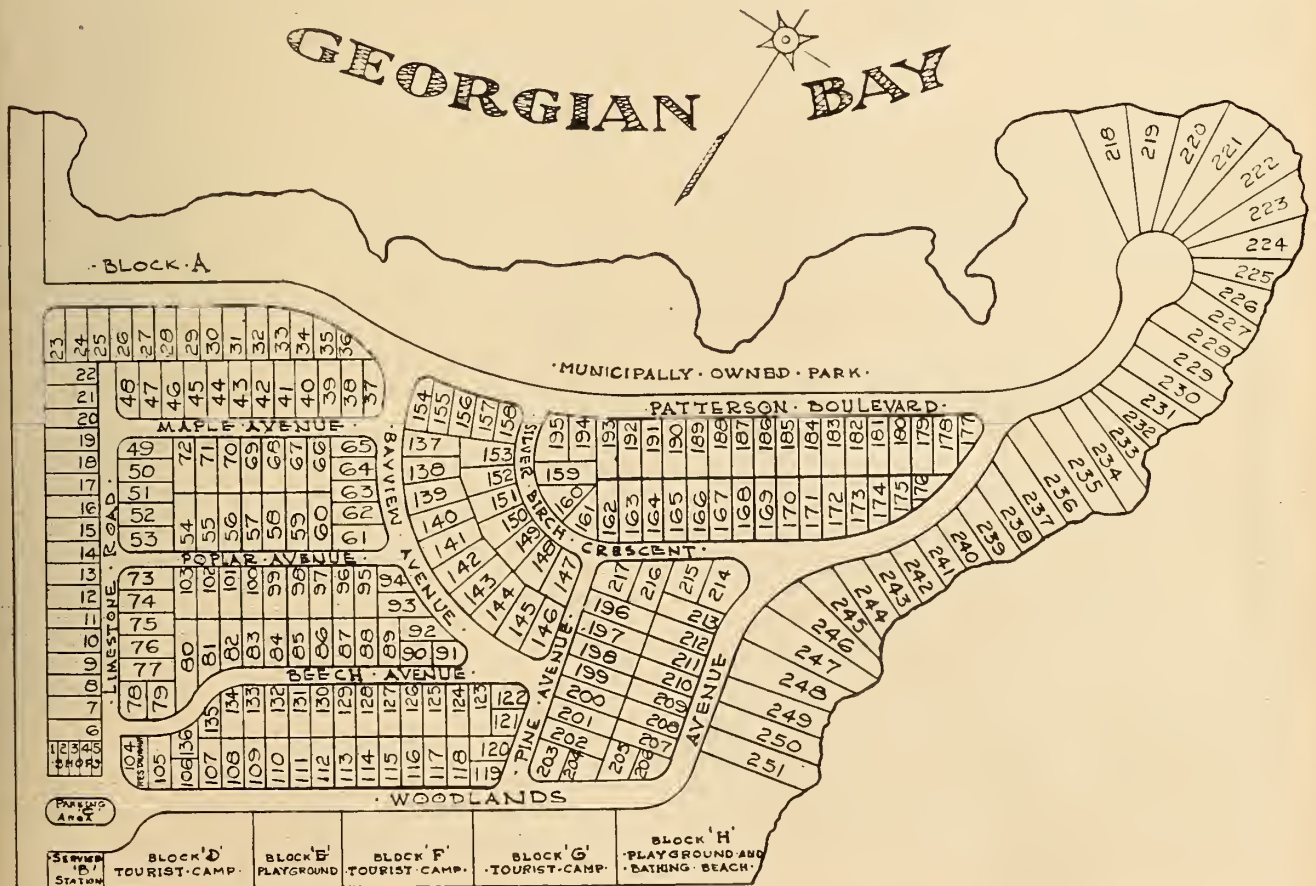 GEORGIAN BAY
·BLOCK·A
·MUNICIPALLY·OWNED·PARK·
PATTERSON·BOULEVARD·
218 219 220 221 222 223 224 225 226 227 228 229 230 231 232 233 234 235 236 237 238 239 240 241 242 243 244 245 246 247 248 249 250 251
23 24 25 26 27 28 29 30 31 32 33 34 35 36
48 47 46 45 44 43 42 41 40 39 38 37
MAPLE·AVENUE·
22
21
20
19
18
17
16
15
14
13
12
11
10
9
8
7
6
1 2 3 4 5
LIMESTONE·ROAD·
49 72 71 70 69 68 67 66 65
50 64
51 63
52 62
53 54 55 56 57 58 59 60 61
POPLAR·AVENUE·
73 103 102 101 100 99 98 97 96 95 94
74 93
75 92
76 80 81 82 83 84 85 86 87 88 89 90 91
77
78 79
BEECH·AVENUE·
135 134 133 132 131 130 129 128 127 126 125 124 123 122
121
136 120
104 105 106 107 108 109 110 111 112 113 114 115 116 117 118 119
BAYVIEW AVENUE·
154 155 156 157 158
137 153
138 152
139 151
140 150
141 149
142 148
143 147
144
145
146
SILVER·BIRCH·CRESCENT·
195 194 193 192 191 190 189 188 187 186 185 184 183 182 181 180 179 178 177
159
160
161 162 163 164 165 166 167 168 169 170 171 172 173 174 175 176
217 216 215 214
196 213
197 212
198 211
199 210
200 209
201 208
202 207
203 204 205 206
PINE·AVENUE
·WOODLANDS AVENUE
PARKING
'C'
AREA
SERVICE
'B'
STATION
BLOCK'D'
TOURIST·CAMP·
BLOCK'E'
PLAYGROUND
BLOCK'F'
·TOURIST·CAMP·
BLOCK'G'
·TOURIST·CAMP·
BLOCK'H'
·PLAYGROUND·AND
·BATHING·BEACH·